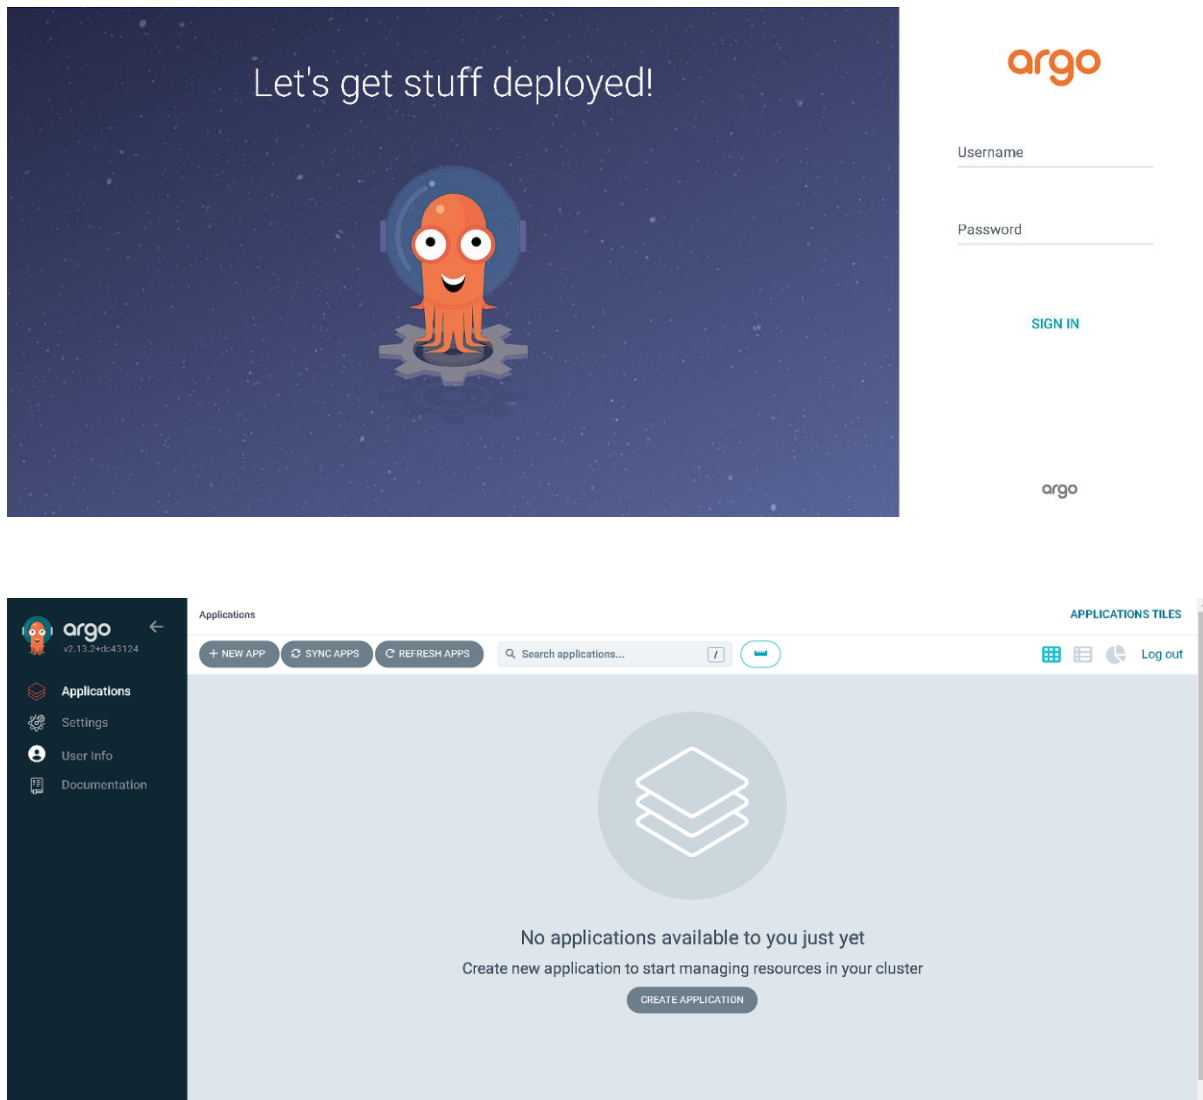 Let's get stuff deployed!
argo
Username
Password
SIGN IN
argo
argo
v2.13.2+dc43124
Applications
Settings
User Info
Documentation
Applications
APPLICATIONS TILES
+ NEW APP
SYNC APPS
REFRESH APPS
Search applications...
/
Log out
No applications available to you just yet
Create new application to start managing resources in your cluster
CREATE APPLICATION